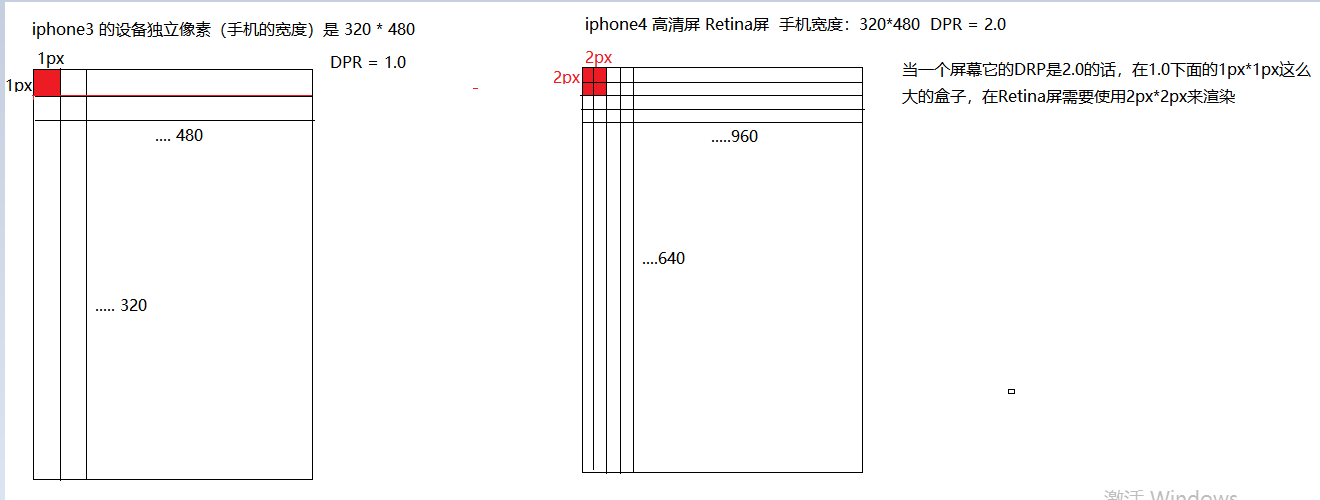 iphone3 的设备独立像素（手机的宽度）是 320 * 480
DPR = 1.0
1px
1px
.... 480
..... 320
iphone4 高清屏 Retina屏  手机宽度：320*480  DPR = 2.0
2px
2px
.....960
....640
当一个屏幕它的DRP是2.0的话，在1.0下面的1px*1px这么
大的盒子，在Retina屏需要使用2px*2px来渲染
激活 Windows